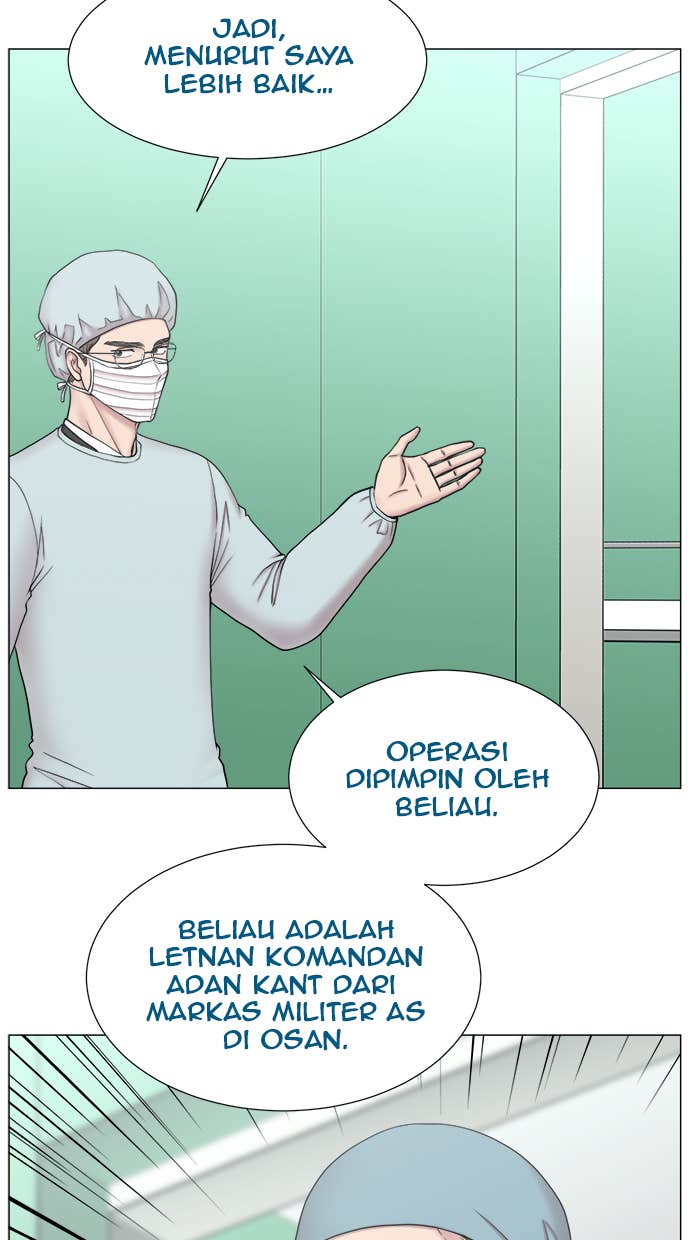 JADI,
MENURUT SAYA
LEBIH BAIK...
OPERASI
DIPIMPIN OLEH
BELIAU.
BELIAU ADALAH
LETNAN KOMANDAN
ADAN KANT DARI
MARKAS MILITER AS
DI OSAN.